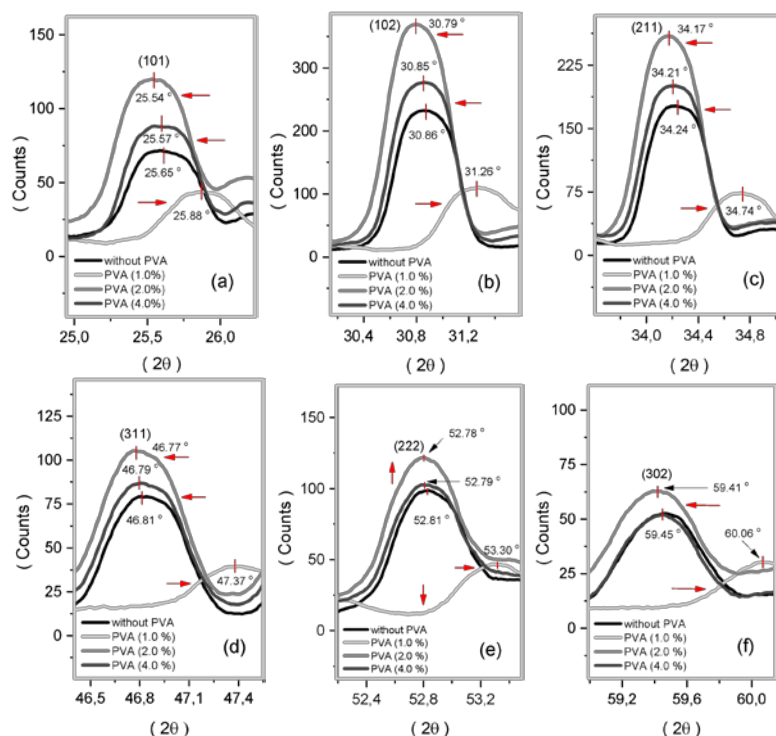 ( Counts )
150
125
100
75
50
25
0
(101)
25.54 °
25.57 °
25.65 °
25.88 °
without PVA
PVA (1.0 %)
PVA (2.0%)
PVA (4.0%)
(a)
25,0
25,6
26,2
( 2θ )
( Counts )
300
200
100
0
(102)
30.79 °
30.85 °
30.86 °
31.26 °
without PVA
PVA (1.0 %)
PVA (2.0 %)
PVA (4.0 %)
(b)
30,4
30,8
31,2
( 2θ )
( Counts )
225
150
75
0
(211)
34.17 °
34.21 °
34.24 °
34.74 °
without PVA
PVA (1.0 %)
PVA (2.0 %)
PVA (4.0 %)
(c)
34,0
34,4
34,8
( 2θ )
( Counts )
125
100
75
50
25
0
(311)
46.77 °
46.79 °
46.81 °
47.37 °
without PVA
PVA (1.0 %)
PVA (2.0 %)
PVA (4.0 %)
(d)
46,5
46,8
47,1
47,4
( 2θ )
( Counts )
150
100
50
0
(222)
52.78 °
52.79 °
52.81 °
53.30 °
without PVA
PVA (1.0 %)
PVA (2.0 %)
PVA (4.0 %)
(e)
52,4
52,8
53,2
( 2θ )
( Counts )
100
75
50
25
0
(302)
59.41 °
59.45 °
60.06 °
without PVA
PVA (1.0 %)
PVA (2.0 %)
PVA (4.0 %)
(f)
59,2
59,6
60,0
( 2θ )